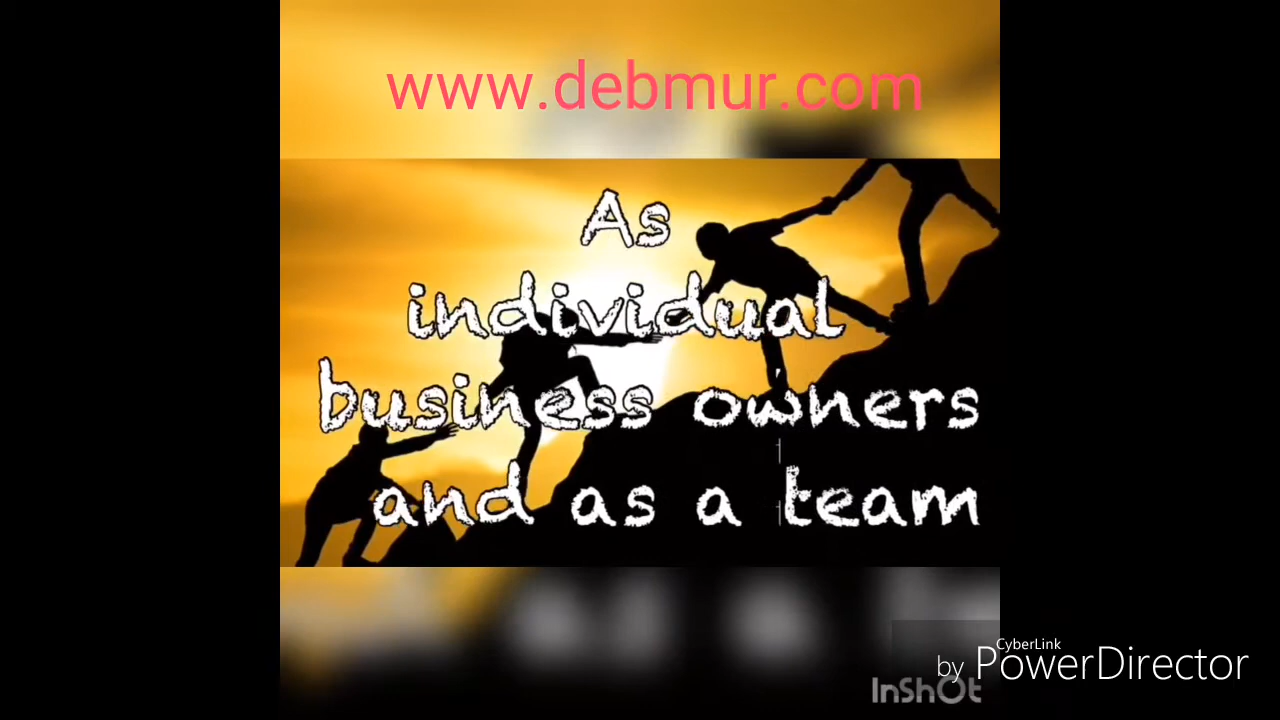 www.debmur.com
As
individual
business owners
and as a team
CyberLink
by PowerDirector
InShOt